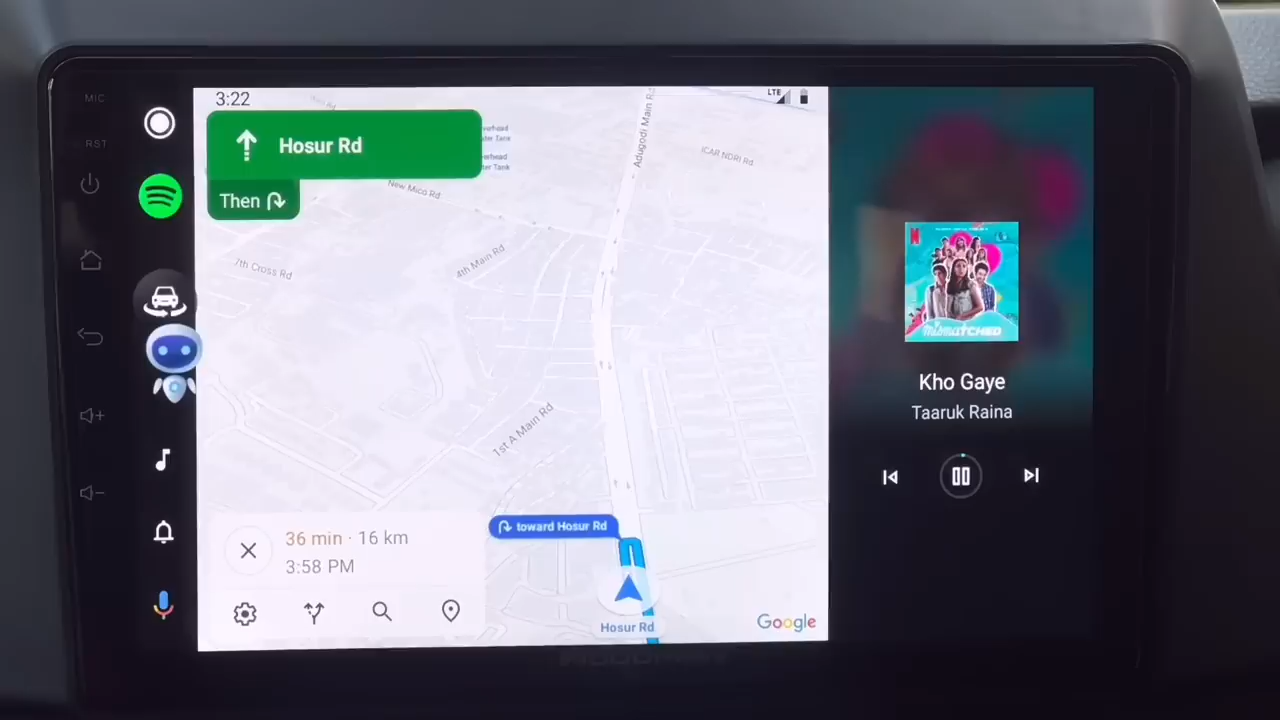 MIC
RST
3:22
LTE
Hosur Rd
Then
New Mico Rd
7th Cross Rd
4th Main Rd
1st A Main Rd
Adugodi Main Rd
ICAR NDRI Rd
toward Hosur Rd
36 min · 16 km
3:58 PM
Hosur Rd
Google
misMATCHED
Kho Gaye
Taaruk Raina